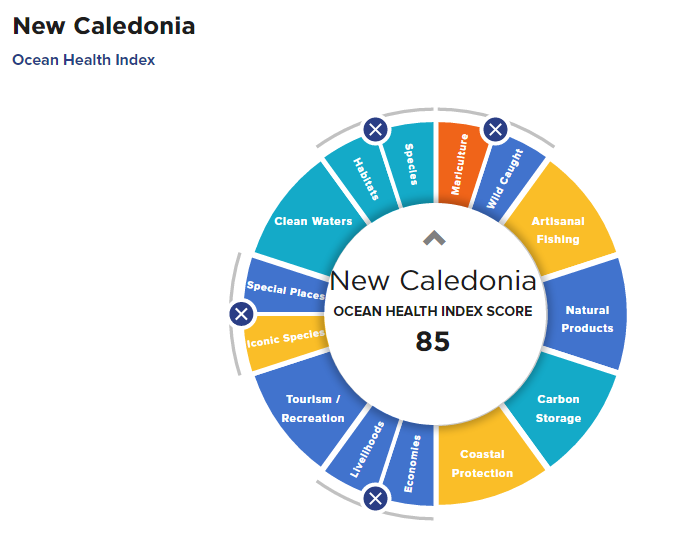 New Caledonia
Ocean Health Index
Habitats
Species
Mariculture
Wild Caught
Clean Waters
Artisanal
Fishing
Special Places
New Caledonia
OCEAN HEALTH INDEX SCORE
85
Natural
Products
Iconic Species
Tourism /
Recreation
Carbon
Storage
Livelihoods
Economies
Coastal
Protection